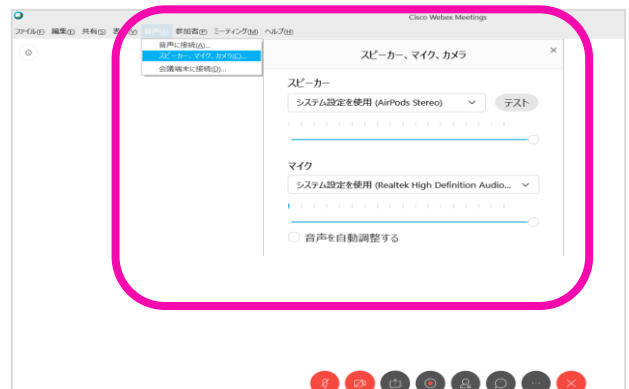 Cisco Webex Meetings
ファイル(F) 編集(E) 共有(S) 表示(V) 音声(A) 参加者(P) ミーティング(M) ヘルプ(H)
音声に接続(A)...
スピーカー、マイク、カメラ(C)...
会議端末に接続(D)...
スピーカー、マイク、カメラ
スピーカー
システム設定を使用 (AirPods Stereo)
テスト
マイク
システム設定を使用 (Realtek High Definition Audio...
音声を自動調整する